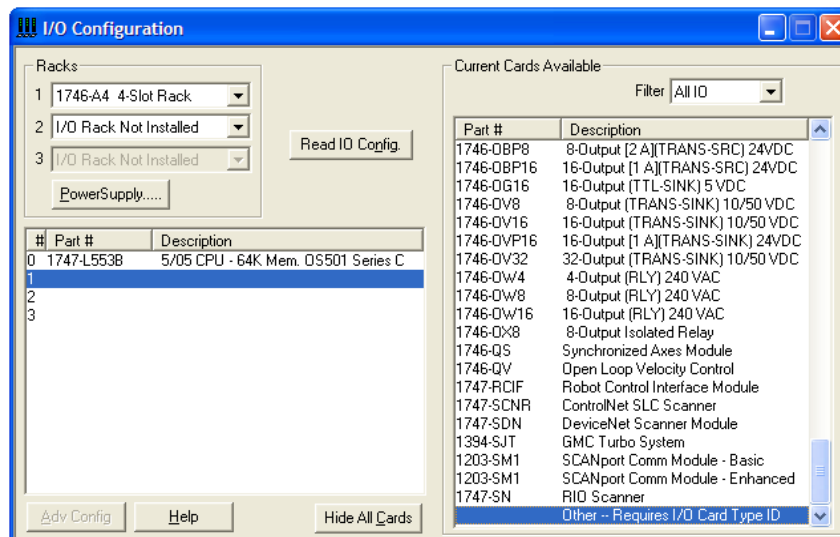 I/O Configuration
Racks
1 1746-A4 4-Slot Rack
2 I/O Rack Not Installed
3 I/O Rack Not Installed
PowerSupply.....
Read IO Config.
# Part # Description
0 1747-L553B 5/05 CPU - 64K Mem. OS501 Series C
1
2
3
Adv Config Help Hide All Cards
Current Cards Available
Filter All IO
Part # Description
1746-OBP8 8-Output [2 A](TRANS-SRC) 24VDC
1746-OBP16 16-Output [1 A](TRANS-SRC) 24VDC
1746-OG16 16-Output (TTL-SINK) 5 VDC
1746-OV8 8-Output (TRANS-SINK) 10/50 VDC
1746-OV16 16-Output (TRANS-SINK) 10/50 VDC
1746-OVP16 16-Output [1 A](TRANS-SINK) 24VDC
1746-OV32 32-Output (TRANS-SINK) 10/50 VDC
1746-OW4 4-Output (RLY) 240 VAC
1746-OW8 8-Output (RLY) 240 VAC
1746-OW16 16-Output (RLY) 240 VAC
1746-OX8 8-Output Isolated Relay
1746-QS Synchronized Axes Module
1746-QV Open Loop Velocity Control
1747-RCIF Robot Control Interface Module
1747-SCNR ControlNet SLC Scanner
1747-SDN DeviceNet Scanner Module
1394-SJT GMC Turbo System
1203-SM1 SCANport Comm Module - Basic
1203-SM1 SCANport Comm Module - Enhanced
1747-SN RIO Scanner
Other -- Requires I/O Card Type ID